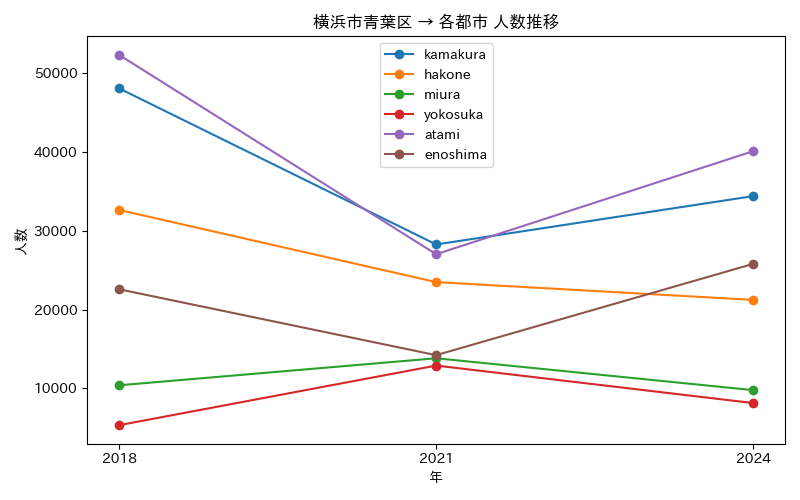 横浜市青葉区 → 各都市 人数推移
kamakura
hakone
miura
yokosuka
atami
enoshima
50000
40000
30000
20000
10000
人数
2018
2021
2024
年